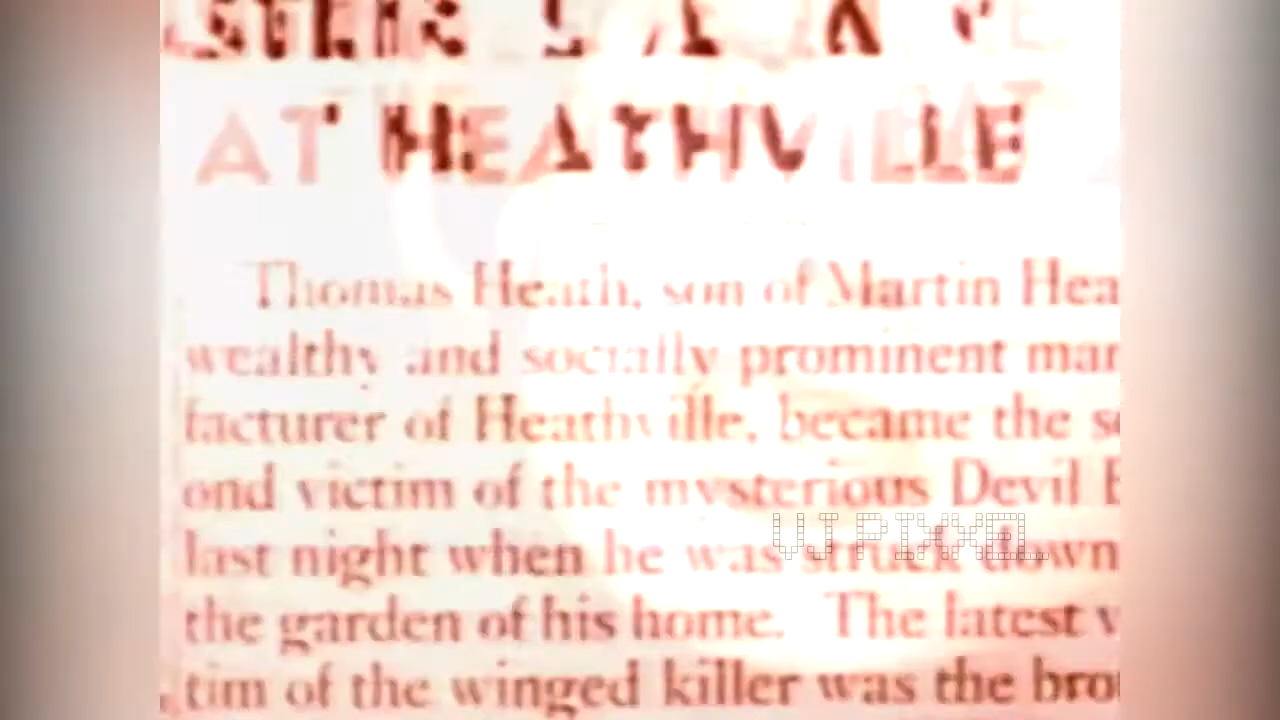 AT HEATHVILLE
Thomas Heath, son of Martin Hea
wealthy and socially prominent man
facturer of Heathville, became the se
ond victim of the mysterious Devil B
last night when he was struck down
the garden of his home. The latest v
tim of the winged killer was the bro
VJ PIXXEL